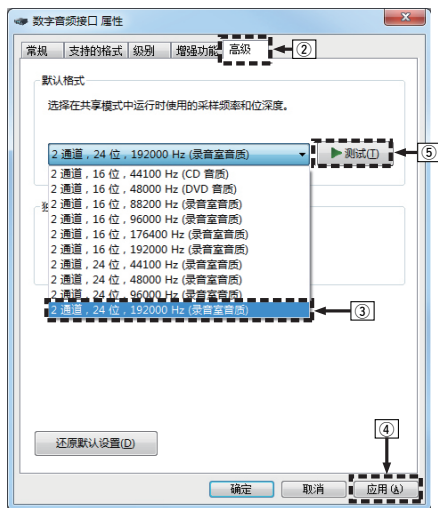 数字音频接口 属性
常规 支持的格式 级别 增强功能 高级
②
默认格式
选择在共享模式中运行时使用的采样频率和位深度。
2 通道，24 位，192000 Hz (录音室音质)
测试(T)
⑤
2 通道，16 位，44100 Hz (CD 音质)
2 通道，16 位，48000 Hz (DVD 音质)
2 通道，16 位，88200 Hz (录音室音质)
2 通道，16 位，96000 Hz (录音室音质)
2 通道，16 位，176400 Hz (录音室音质)
2 通道，16 位，192000 Hz (录音室音质)
2 通道，24 位，44100 Hz (录音室音质)
2 通道，24 位，48000 Hz (录音室音质)
2 通道，24 位，96000 Hz (录音室音质)
2 通道，24 位，192000 Hz (录音室音质)
③
还原默认设置(D)
④
确定 取消 应用(A)